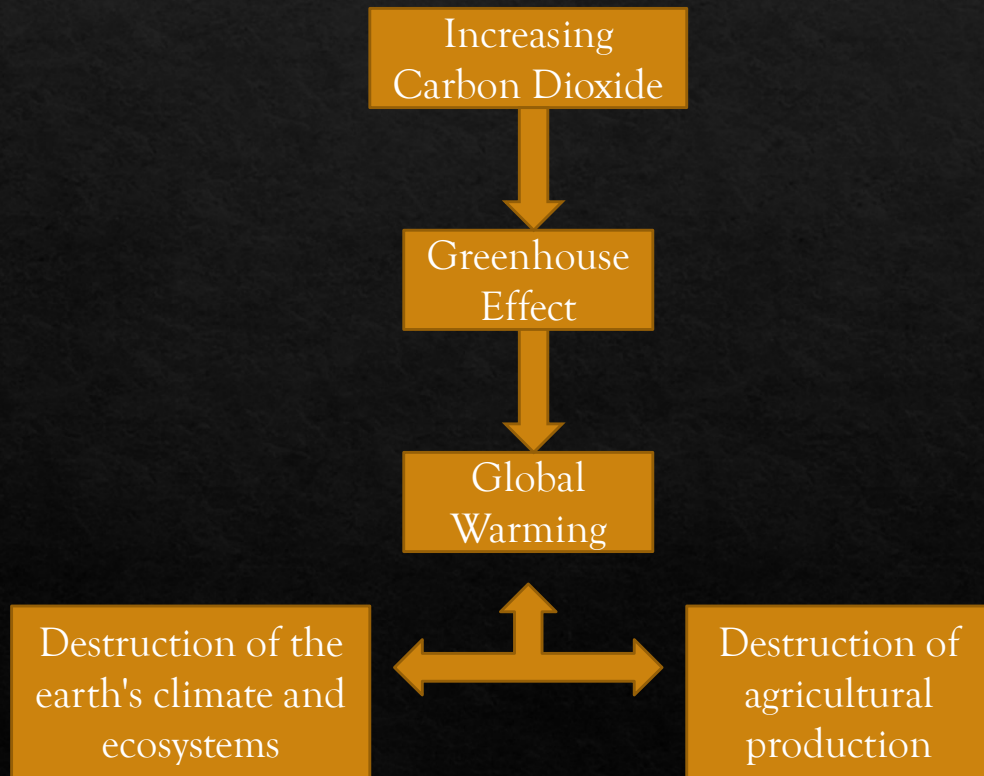 Increasing
Carbon Dioxide
Greenhouse
Effect
Global
Warming
Destruction of the
earth's climate and
ecosystems
Destruction of
agricultural
production